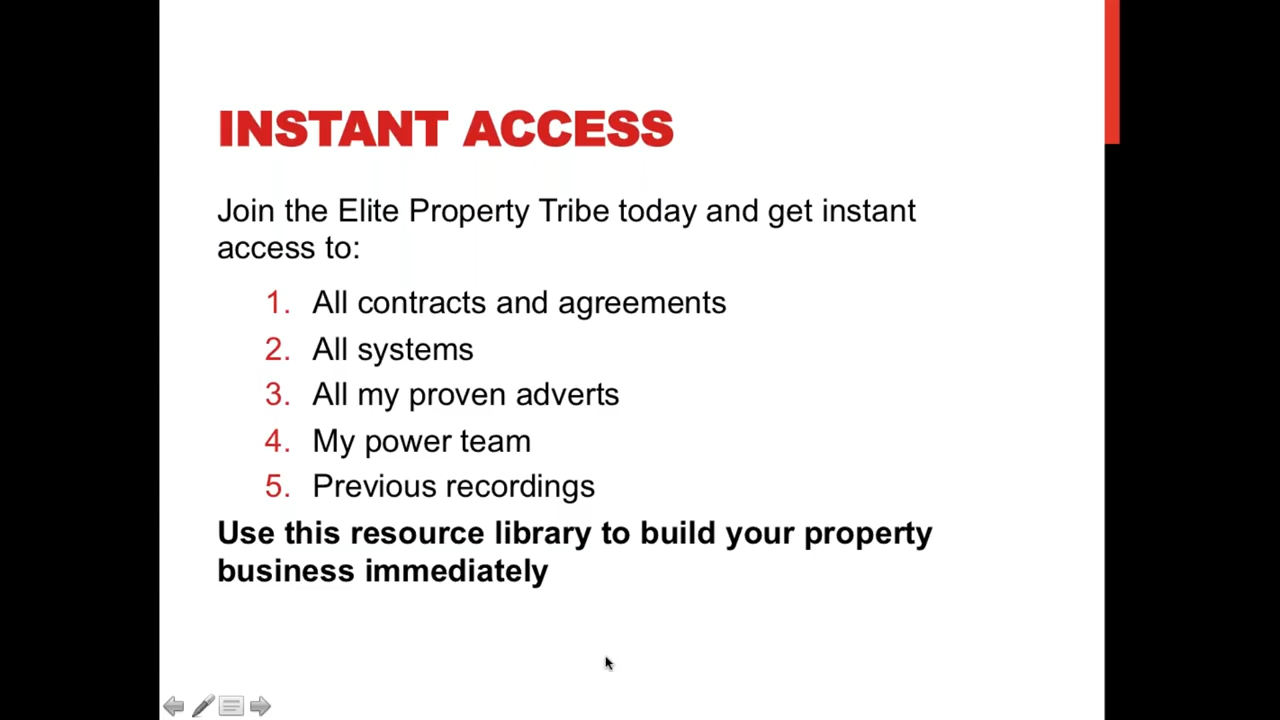 INSTANT ACCESS
Join the Elite Property Tribe today and get instant
access to:
1. All contracts and agreements
2. All systems
3. All my proven adverts
4. My power team
5. Previous recordings
Use this resource library to build your property
business immediately